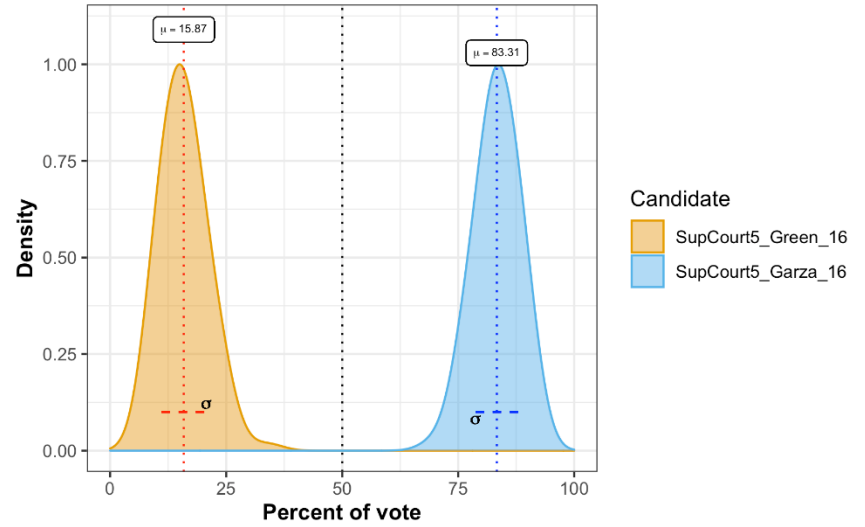 μ = 15.87
μ = 83.31
1.00
0.75
0.50
0.25
0.00
σ
σ
0 25 50 75 100
Density
Percent of vote
Candidate
SupCourt5_Green_16
SupCourt5_Garza_16